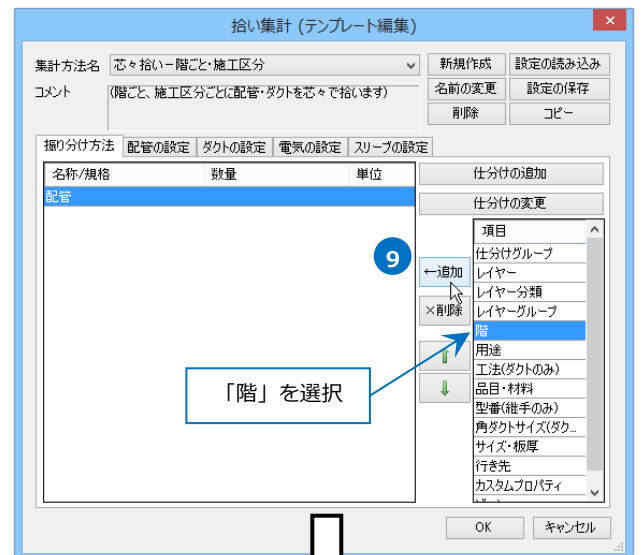 拾い集計 (テンプレート編集)
集計方法名 芯々拾いー階ごと・施工区分 新規作成 設定の読み込み
コメント (階ごと、施工区分ごとに配管・ダクトを芯々で拾います) 名前の変更 設定の保存
削除 コピー
振り分け方法 配管の設定 ダクトの設定 電気の設定 スリーブの設定
名称/規格 数量 単位 仕分けの追加
配管 仕分けの変更
項目
仕分けグループ
9 ←追加 レイヤー
レイヤー分類
×削除 レイヤーグループ
階
用途
工法(ダクトのみ)
「階」を選択 品目・材料
型番(継手のみ)
角ダクトサイズ(ダク...
サイズ・板厚
行き先
カスタムプロパティ
OK キャンセル